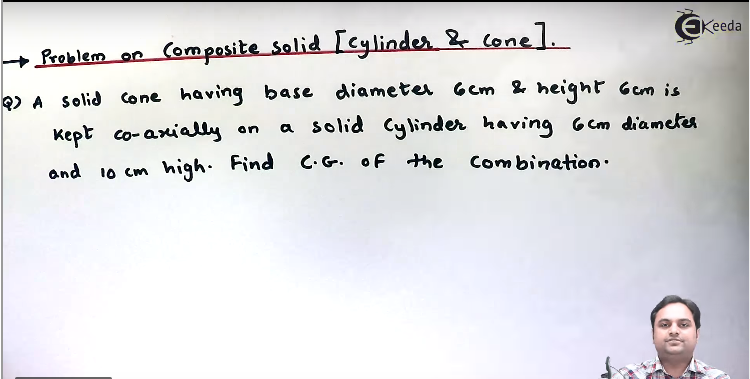 → Problem on Composite solid [Cylinder & Cone].
EKeeda
Q) A solid cone having base diameter 6cm & height 6cm is
kept co-axially on a solid cylinder having 6cm diameter
and 10 cm high. Find C.G. of the combination.